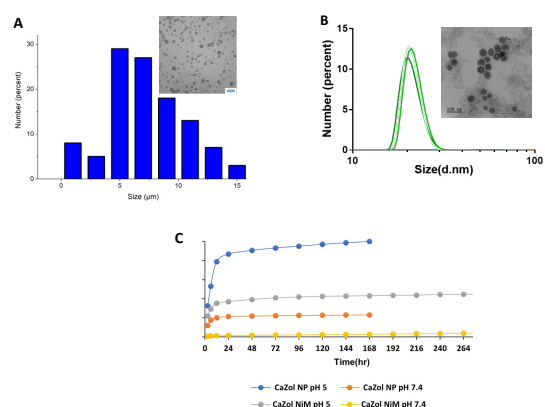 A
Number (percent)
30
20
10
0
0 5 10 15
Size (µm)
B
Number (percent)
15
10
5
0
10 100
Size(d.nm)
100 nm
C
0 24 48 72 96 120 144 168 192 216 240 264
Time(hr)
CaZol NP pH 5 CaZol NP pH 7.4
CaZol NiM pH 5 CaZol NiM pH 7.4